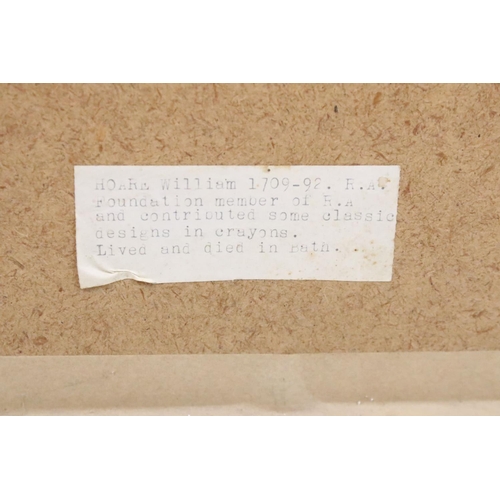 HOARE William 1709-92. R.A.
Foundation member of R.A
and contributed some classic
designs in crayons.
Lived and died in Bath.